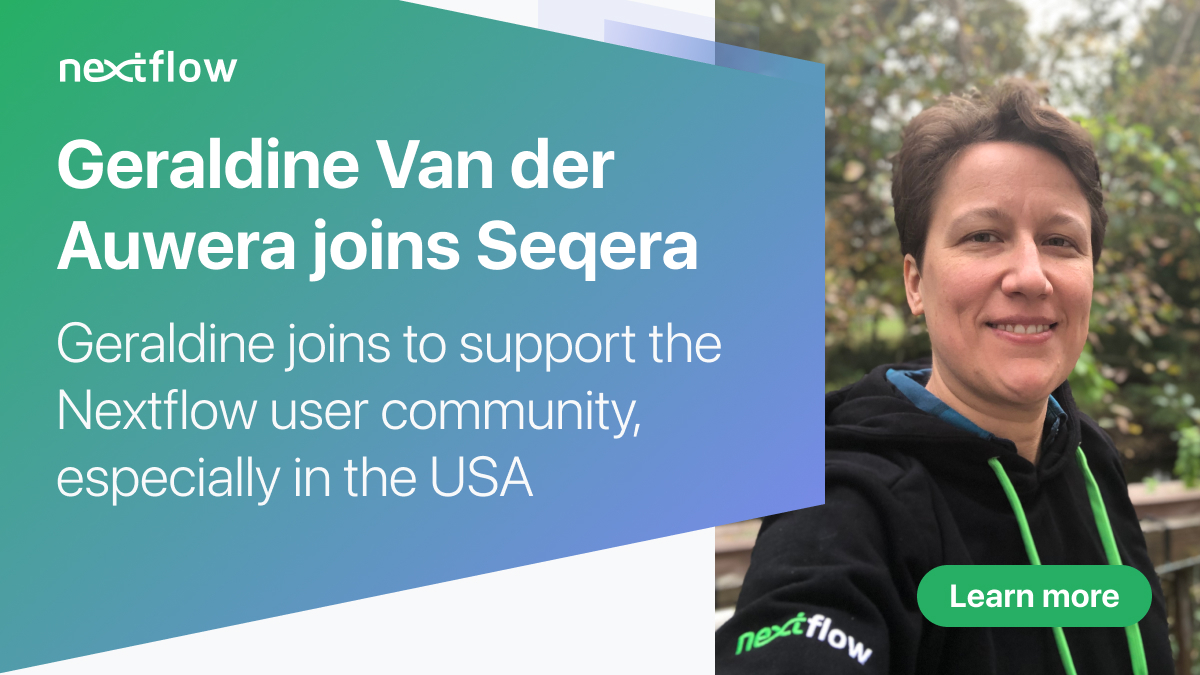 nextflow
Geraldine Van der
Auwera joins Seqera
Geraldine joins to support the
Nextflow user community,
especially in the USA
Learn more
nextflow